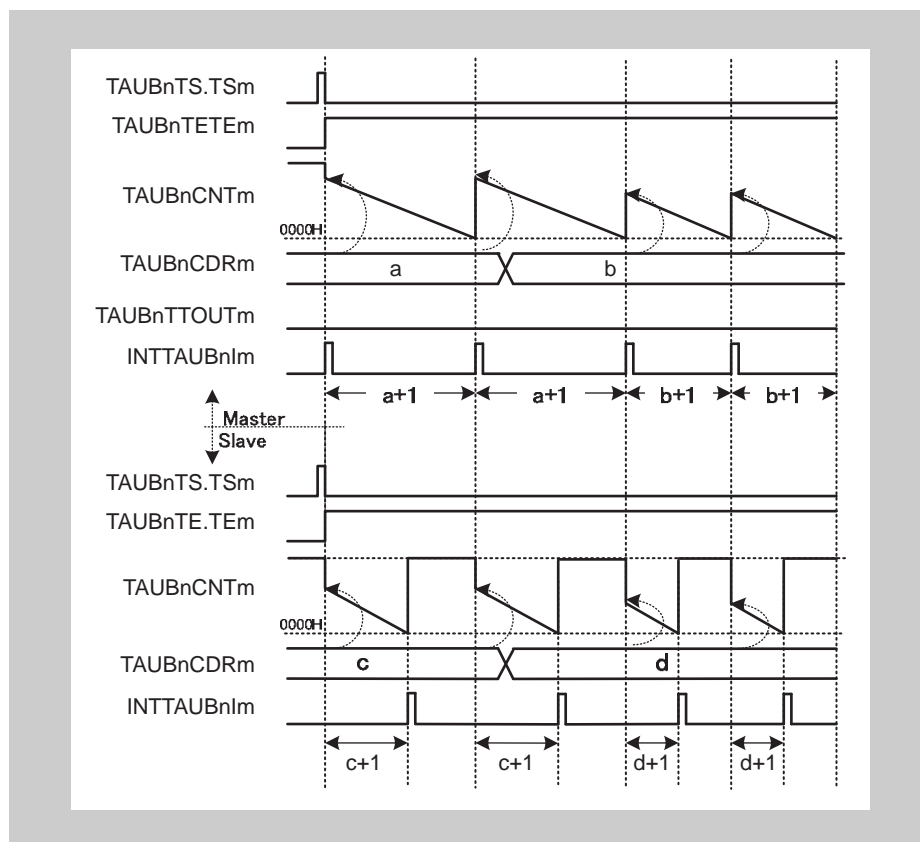 TAUBnTS.TSm
TAUBnTETEm
TAUBnCNTm
0000H
TAUBnCDRm
a
b
TAUBnTTOUTm
INTTAUBnIm
a+1 a+1 b+1 b+1
Master
Slave
TAUBnTS.TSm
TAUBnTE.TEm
TAUBnCNTm
0000H
TAUBnCDRm
c
d
INTTAUBnIm
c+1 c+1 d+1 d+1